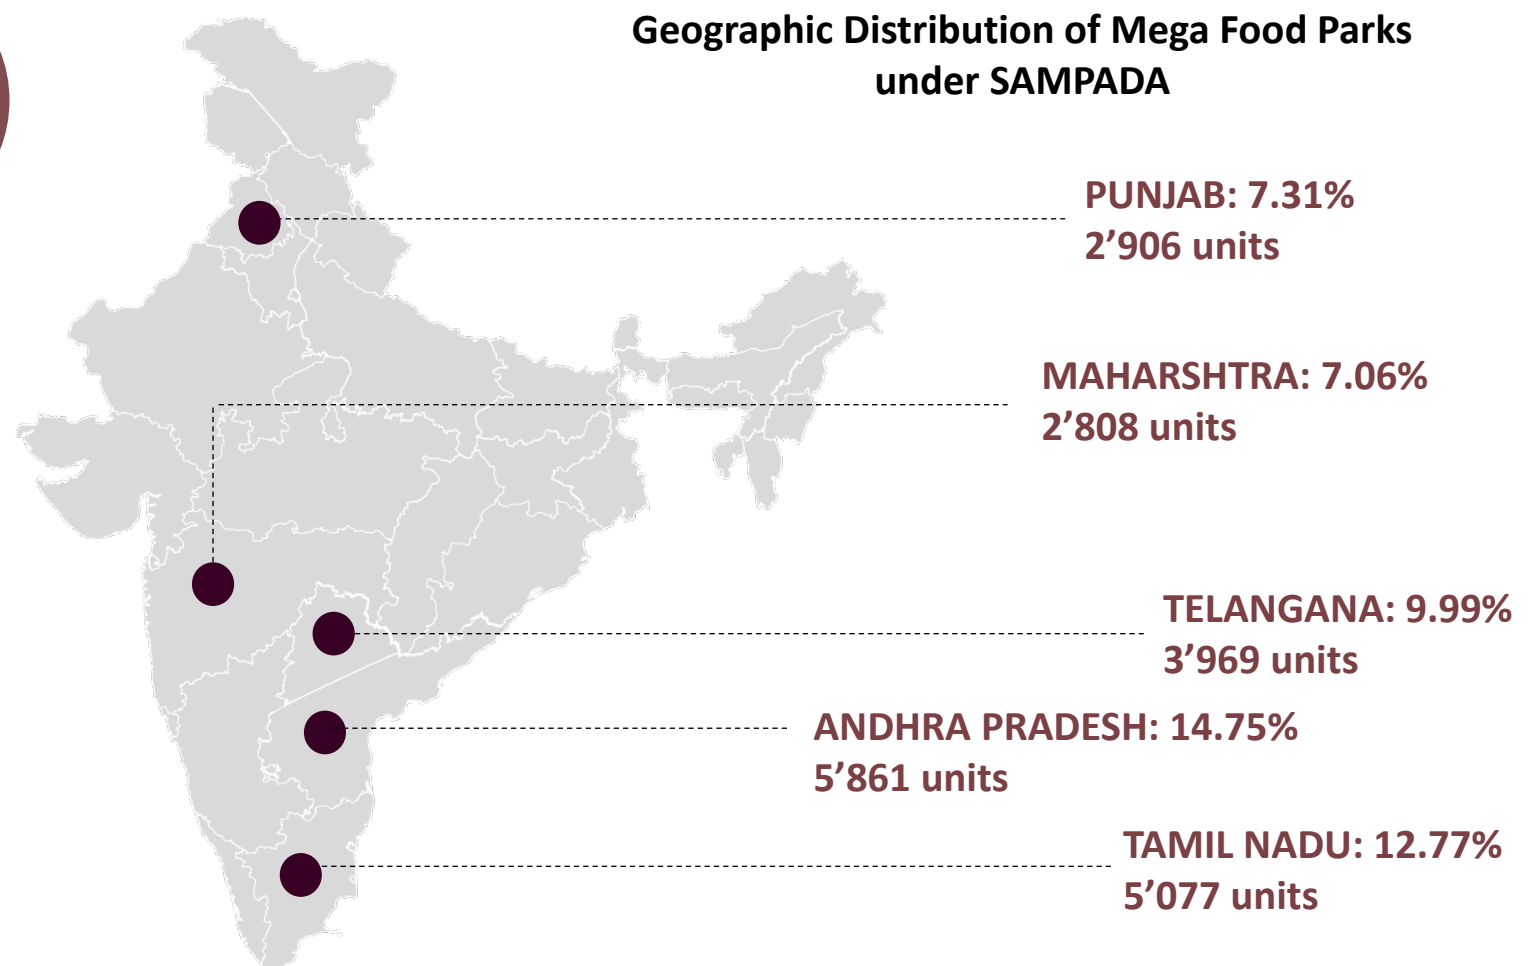 Geographic Distribution of Mega Food Parks
under SAMPADA
PUNJAB: 7.31%
2’906 units
MAHARSHTRA: 7.06%
2’808 units
TELANGANA: 9.99%
3’969 units
ANDHRA PRADESH: 14.75%
5’861 units
TAMIL NADU: 12.77%
5’077 units